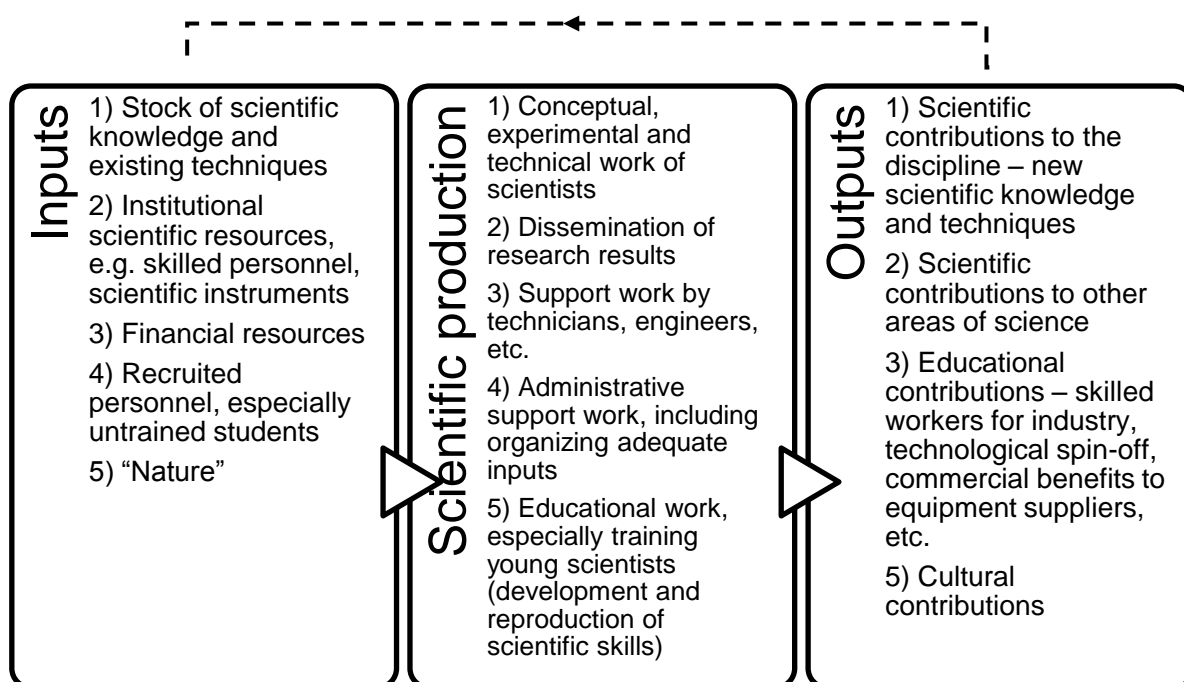 Inputs
1) Stock of scientific
knowledge and
existing techniques
2) Institutional
scientific resources,
e.g. skilled personnel,
scientific instruments
3) Financial resources
4) Recruited
personnel, especially
untrained students
5) “Nature”
Scientific production
1) Conceptual,
experimental and
technical work of
scientists
2) Dissemination of
research results
3) Support work by
technicians, engineers,
etc.
4) Administrative
support work, including
organizing adequate
inputs
5) Educational work,
especially training
young scientists
(development and
reproduction of
scientific skills)
Outputs
1) Scientific
contributions to the
discipline – new
scientific knowledge
and techniques
2) Scientific
contributions to other
areas of science
3) Educational
contributions – skilled
workers for industry,
technological spin-off,
commercial benefits to
equipment suppliers,
etc.
5) Cultural
contributions